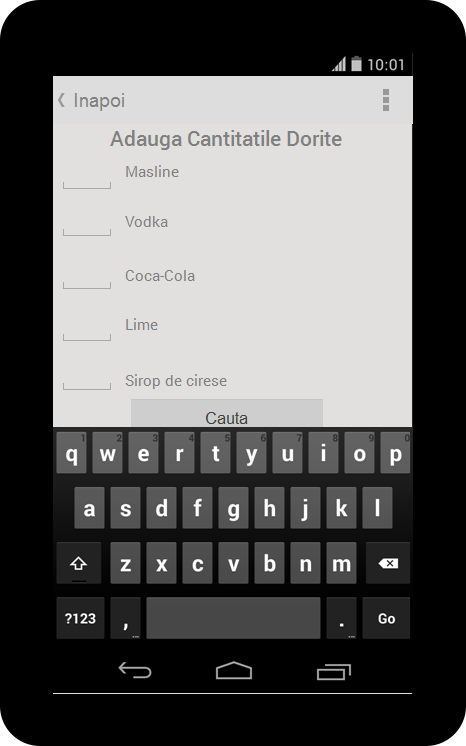 10:01
Inapoi
Adauga Cantitatile Dorite
Masline
Vodka
Coca-Cola
Lime
Sirop de cirese
Cauta
1 2 3 4 5 6 7 8 9 0
q w e r t y u i o p
a s d f g h j k l
z x c v b n m
?123 , ... . ... Go